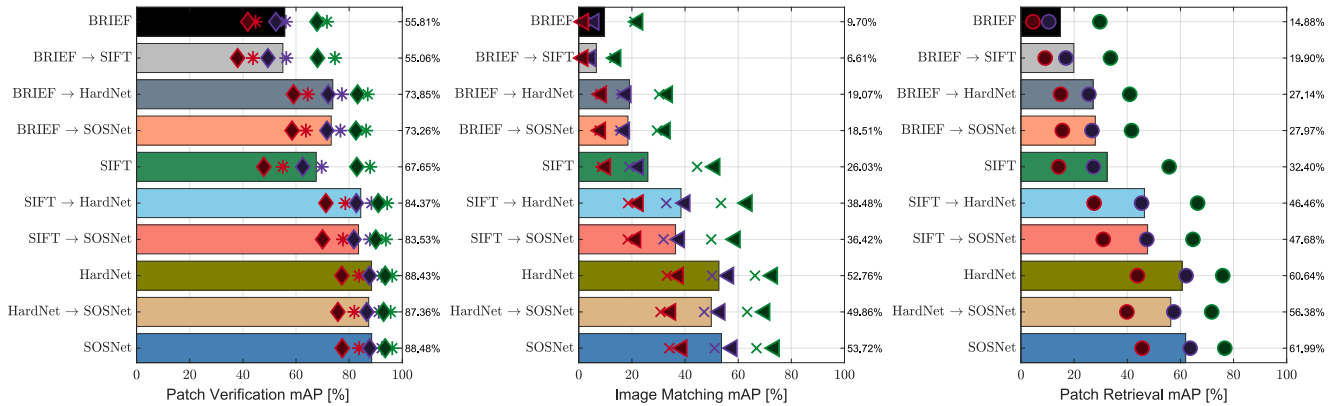 BRIEF 55.81%
BRIEF → SIFT 55.06%
BRIEF → HardNet 73.85%
BRIEF → SOSNet 73.26%
SIFT 67.65%
SIFT → HardNet 84.37%
SIFT → SOSNet 83.53%
HardNet 88.43%
HardNet → SOSNet 87.36%
SOSNet 88.48%
0 20 40 60 80 100
Patch Verification mAP [%]
BRIEF 9.70%
BRIEF → SIFT 6.61%
BRIEF → HardNet 19.07%
BRIEF → SOSNet 18.51%
SIFT 26.03%
SIFT → HardNet 38.48%
SIFT → SOSNet 36.42%
HardNet 52.76%
HardNet → SOSNet 49.86%
SOSNet 53.72%
0 20 40 60 80 100
Image Matching mAP [%]
BRIEF 14.88%
BRIEF → SIFT 19.90%
BRIEF → HardNet 27.14%
BRIEF → SOSNet 27.97%
SIFT 32.40%
SIFT → HardNet 46.46%
SIFT → SOSNet 47.68%
HardNet 60.64%
HardNet → SOSNet 56.38%
SOSNet 61.99%
0 20 40 60 80 100
Patch Retrieval mAP [%]